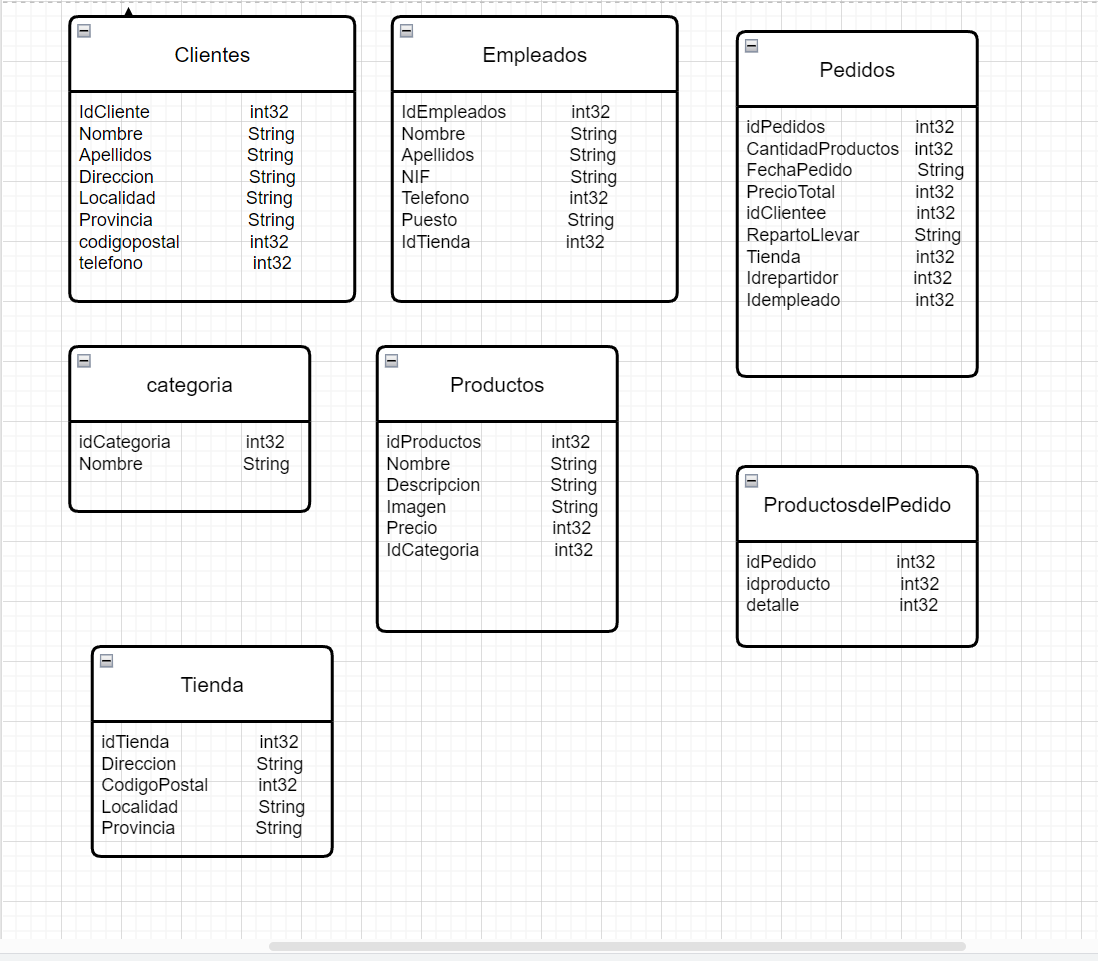 Clientes
IdCliente int32
Nombre String
Apellidos String
Direccion String
Localidad String
Provincia String
codigopostal int32
telefono int32
Empleados
IdEmpleados int32
Nombre String
Apellidos String
NIF String
Telefono int32
Puesto String
IdTienda int32
Pedidos
idPedidos int32
CantidadProductos int32
FechaPedido String
PrecioTotal int32
idClientee int32
RepartoLlevar String
Tienda int32
Idrepartidor int32
Idempleado int32
categoria
idCategoria int32
Nombre String
Productos
idProductos int32
Nombre String
Descripcion String
Imagen String
Precio int32
IdCategoria int32
ProductosdelPedido
idPedido int32
idproducto int32
detalle int32
Tienda
idTienda int32
Direccion String
CodigoPostal int32
Localidad String
Provincia String